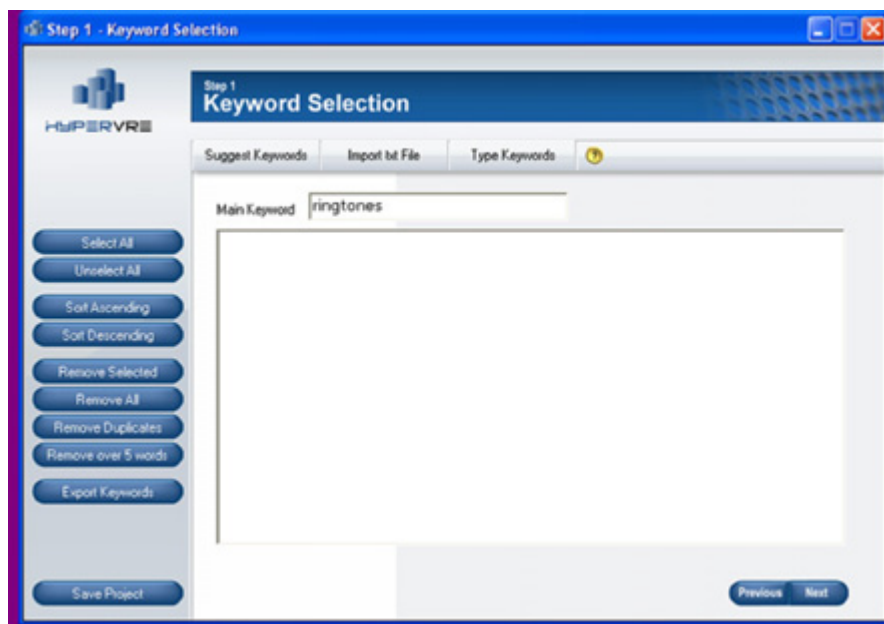 Step 1 - Keyword Selection
HYPERVRE
Step 1
Keyword Selection
Suggest Keywords Import txt File Type Keywords ?
Main Keyword ringtones
Select All
Unselect All
Sort Ascending
Sort Descending
Remove Selected
Remove All
Remove Duplicates
Remove over 5 words
Export Keywords
Save Project
Previous Next